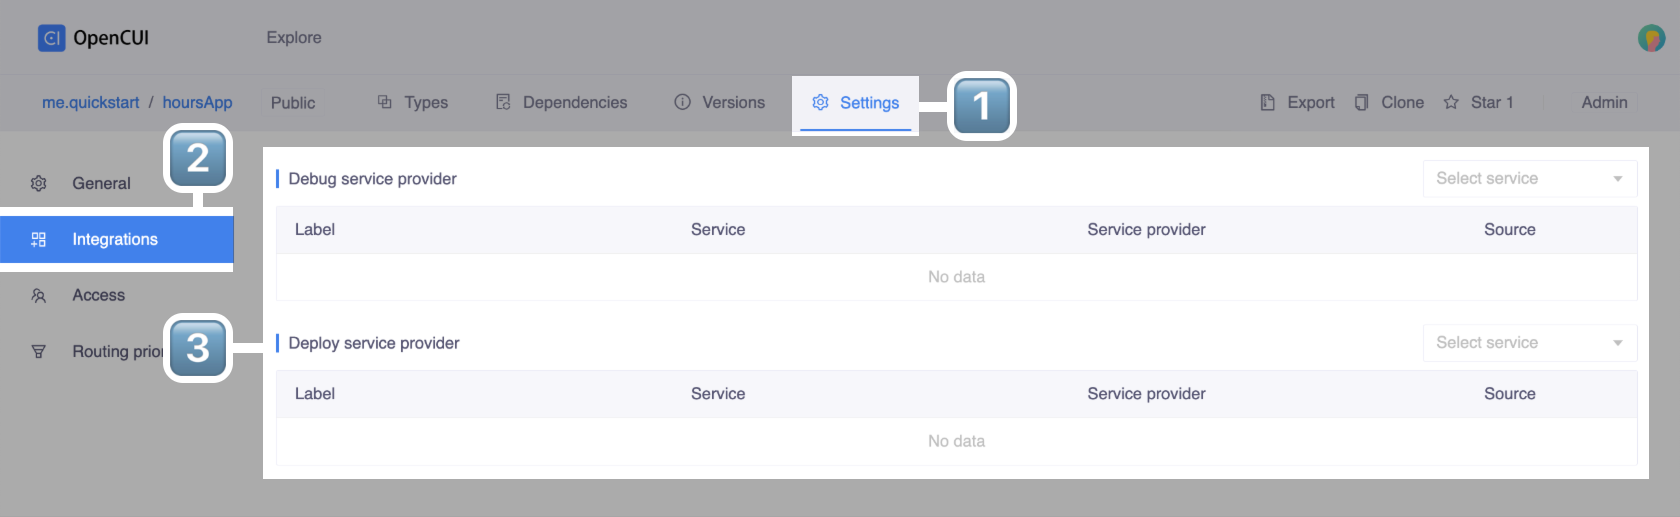 CI OpenCUI Explore
me.quickstart / hoursApp Public Types Dependencies Versions Settings 1 Export Clone Star 1 Admin
2
General
Integrations
Access
Routing prior
3
Debug service provider Select service
Label Service Service provider Source
No data
Deploy service provider Select service
Label Service Service provider Source
No data